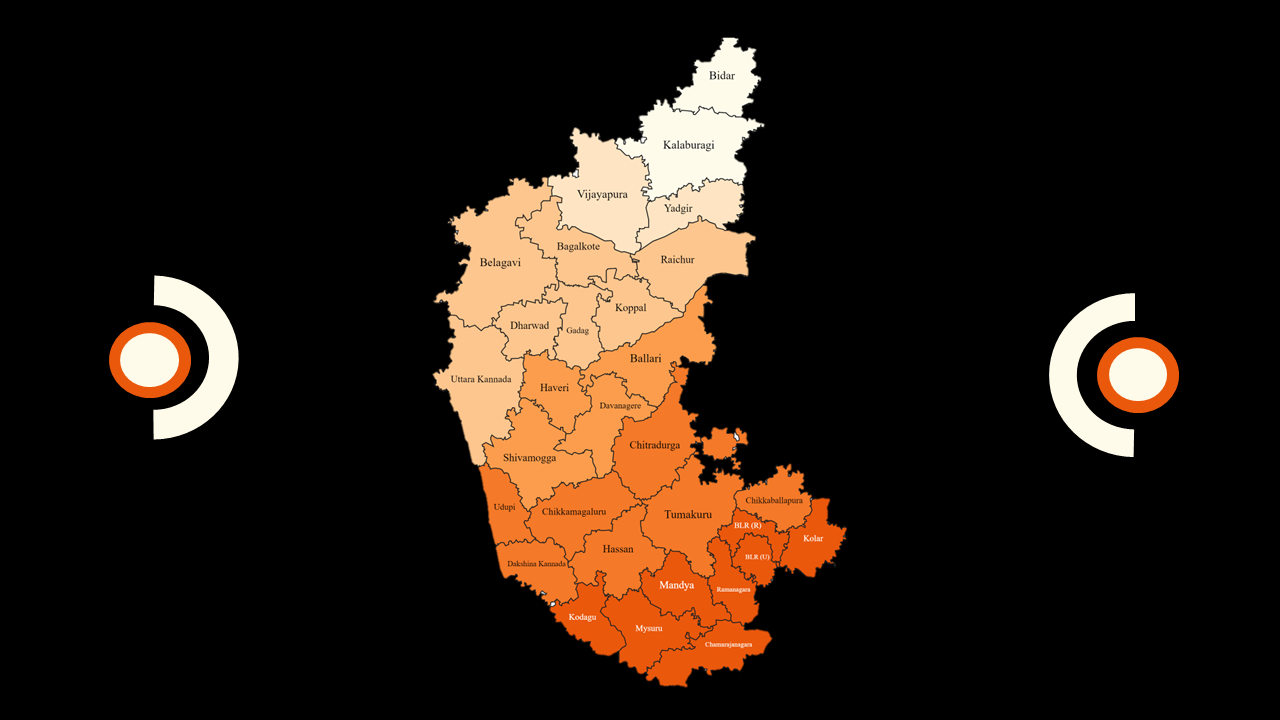 Bidar
Kalaburagi
Vijayapura
Yadgir
Bagalkote
Belagavi
Raichur
Koppal
Dharwad
Gadag
Ballari
Uttara Kannada
Haveri
Davanagere
Chitradurga
Shivamogga
Udupi
Chikkamagaluru
Tumakuru
Chikkaballapura
BLR (R)
Kolar
Hassan
BLR (U)
Dakshina Kannada
Mandya
Ramanagara
Kodagu
Mysuru
Chamarajanagara